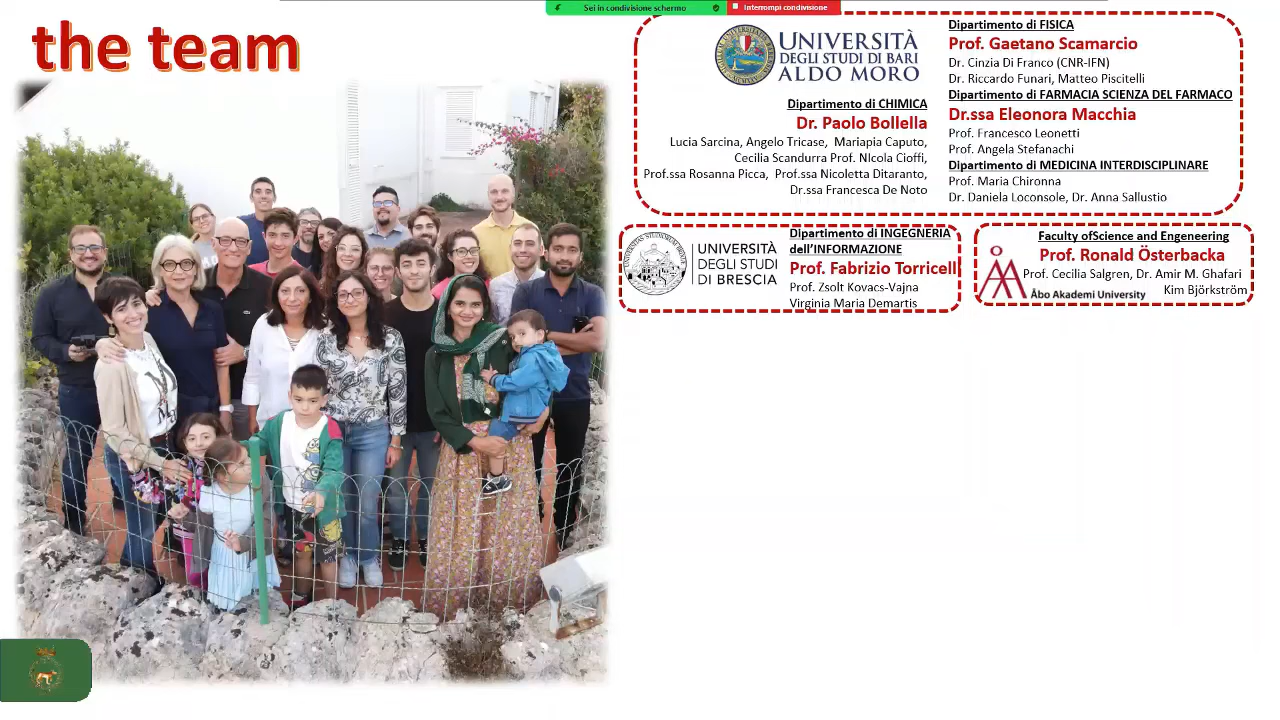 Sei in condivisione schermo
Interrompi condivisione
the team
UNIVERSITÀ
DEGLI STUDI DI BARI
ALDO MORO
Dipartimento di CHIMICA
Dr. Paolo Bollella
Lucia Sarcina, Angelo Tricase, Mariapia Caputo,
Cecilia Scandurra Prof. NIcola Cioffi,
Prof.ssa Rosanna Picca, Prof.ssa Nicoletta Ditaranto,
Dr.ssa Francesca De Noto
Dipartimento di FISICA
Prof. Gaetano Scamarcio
Dr. Cinzia Di Franco (CNR-IFN)
Dr. Riccardo Funari, Matteo Piscitelli
Dipartimento di FARMACIA SCIENZA DEL FARMACO
Dr.ssa Eleonora Macchia
Prof. Francesco Leonetti
Prof. Angela Stefanachi
Dipartimento di MEDICINA INTERDISCIPLINARE
Prof. Maria Chironna
Dr. Daniela Loconsole, Dr. Anna Sallustio
UNIVERSITÀ
DEGLI STUDI
DI BRESCIA
Dipartimento di INGEGNERIA
dell’INFORMAZIONE
Prof. Fabrizio Torricell
Prof. Zsolt Kovacs-Vajna
Virginia Maria Demartis
Faculty ofScience and Engeneering
Prof. Ronald Österbacka
Prof. Cecilia Salgren, Dr. Amir M. Ghafari
Kim Björkström
Åbo Akademi University